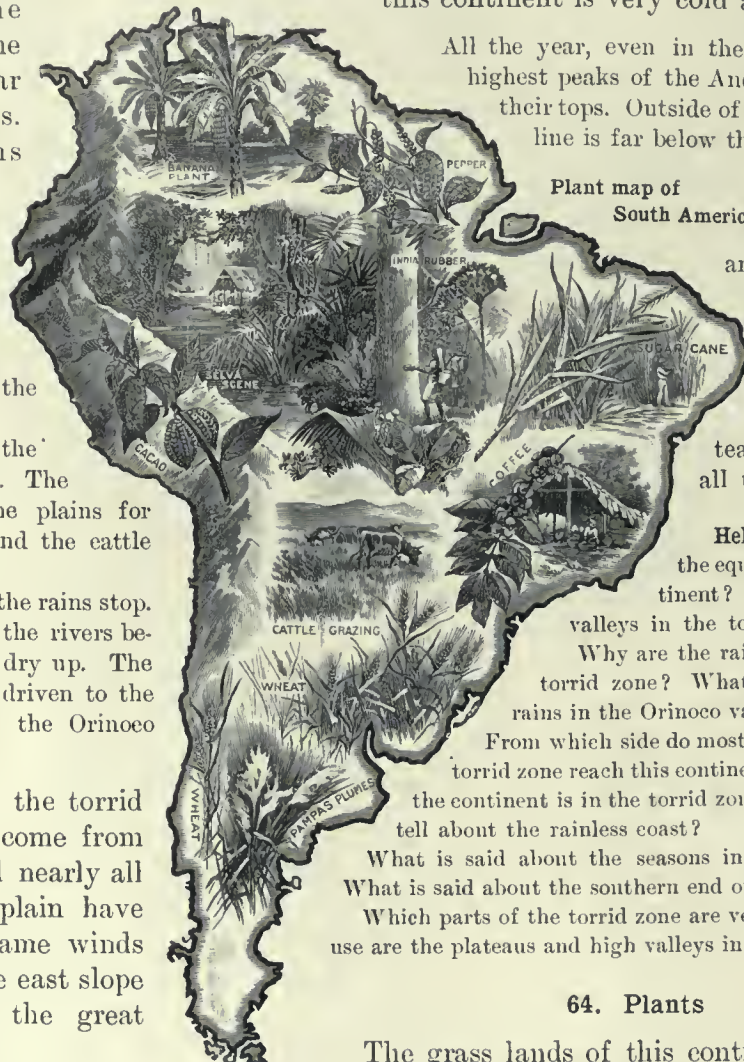 he
ne
ar
s.
ns
the
the
. The
ne plains for
nd the cattle
the rains stop.
the rivers be-
dry up. The
driven to the
the Orinoco
the torrid
come from
nearly all
plain have
ame winds
e east slope
the great
BANANA
PLANT
PEPPER
INDIA RUBBER
SUGAR CANE
SELVA
SCENE
CACAO
COFFEE
CATTLE GRAZING
WHEAT
WHEAT
PAMPAS PLUMES
this continent is very cold a
All the year, even in the
highest peaks of the An
their tops. Outside of
line is far below th
Plant map of
South Americ
an
tea
all
Hel
the equ
tinent?
valleys in the to
Why are the rai
torrid zone? What
rains in the Orinoco va
From which side do most
torrid zone reach this contine
the continent is in the torrid zo
tell about the rainless coast?
What is said about the seasons in
What is said about the southern end o
Which parts of the torrid zone are ve
use are the plateaus and high valleys in
64. Plants
The grass lands of this cont